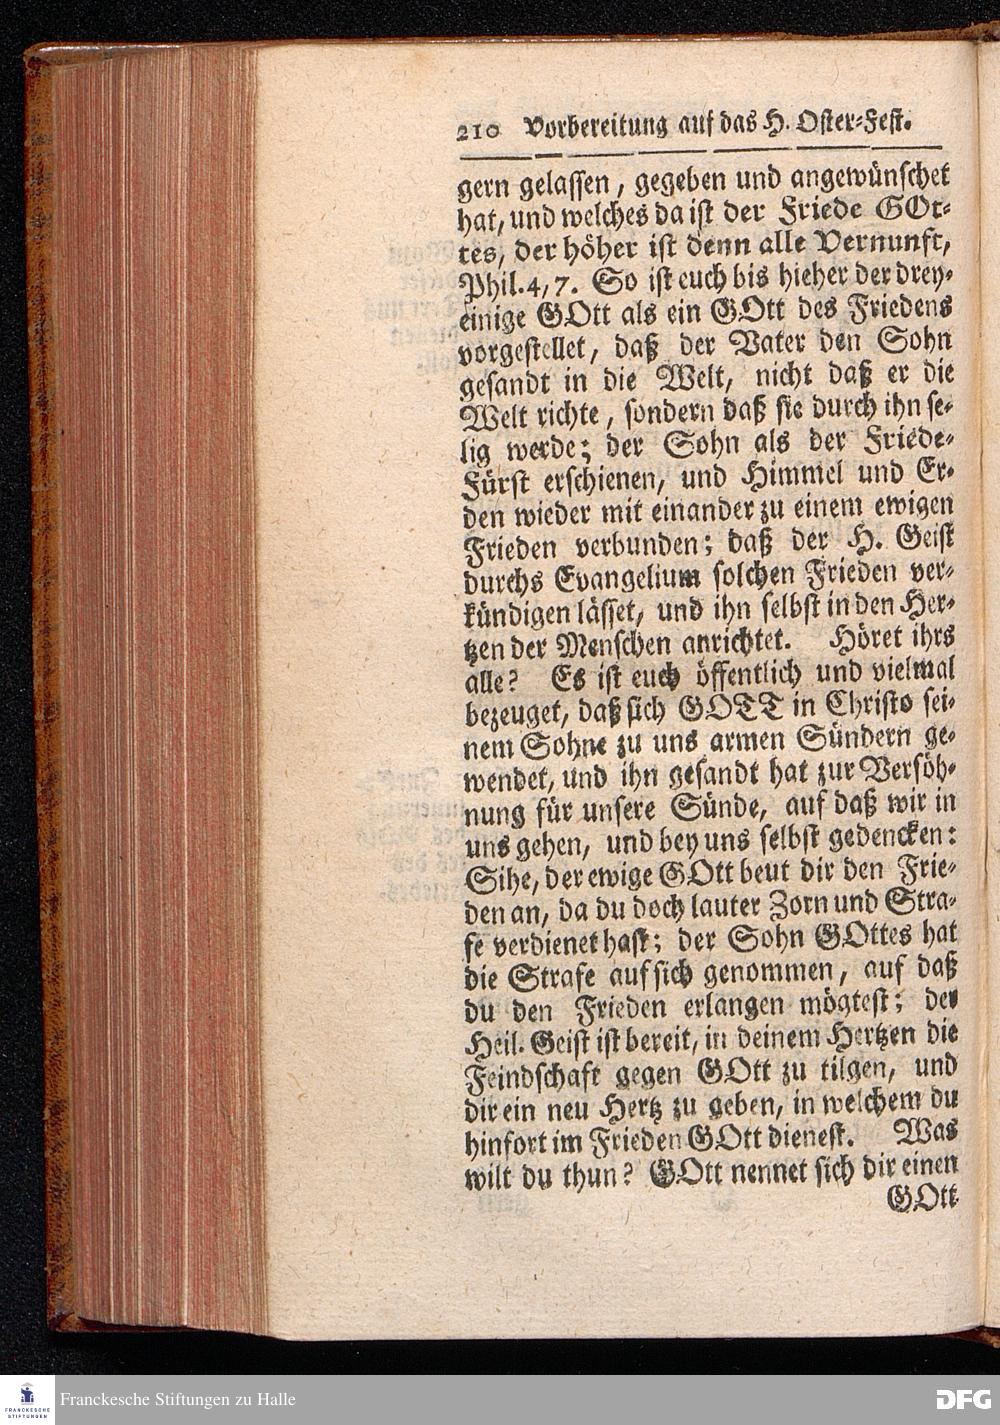 210 Vorbereitung auf das H. Oster-Fest.
gern gelassen, gegeben und angewünschet
hat, und welches da ist der Friede GOt-
tes, der höher ist denn alle Vernunft,
Phil. 4, 7. So ist euch bis hieher der drey-
einige GOtt als ein GOtt des Friedens
vorgestellet, daß der Vater den Sohn
gesandt in die Welt, nicht daß er die
Welt richte, sondern daß sie durch ihn se-
lig werde; der Sohn als der Friede-
Fürst erschienen, und Himmel und Er-
den wieder mit einander zu einem ewigen
Frieden verbunden; daß der H. Geist
durchs Evangelium solchen Frieden ver-
kündigen lässet, und ihn selbst in den Her-
tzen der Menschen anrichtet. Höret ihrs
alle? Es ist euch öffentlich und vielmal
bezeuget, daß sich GOTT in Christo sei-
nem Sohne zu uns armen Sündern ge-
wendet, und ihn gesandt hat zur Versöh-
nung für unsere Sünde, auf daß wir in
uns gehen, und bey uns selbst gedencken:
Sihe, der ewige GOtt beut dir den Frie-
den an, da du doch lauter Zorn und Stra-
fe verdienet hast; der Sohn GOttes hat
die Strafe auf sich genommen, auf daß
du den Frieden erlangen mögtest; der
Heil. Geist ist bereit, in deinem Hertzen die
Feindschaft gegen GOtt zu tilgen, und
dir ein neu Hertz zu geben, in welchem du
hinfort im Frieden GOtt dienest. Was
wilt du thun? GOtt nennet sich dir einen
GOtt
FRANCKESCHE STIFTUNGEN
Franckesche Stiftungen zu Halle
DFG